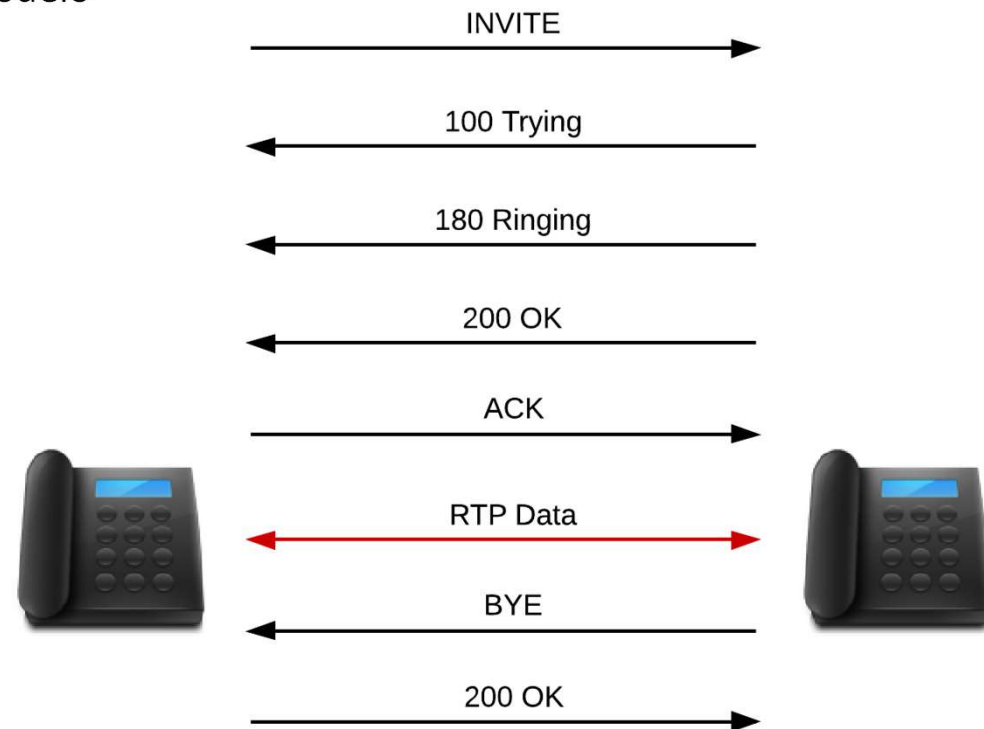 INVITE
100 Trying
180 Ringing
200 OK
ACK
RTP Data
BYE
200 OK